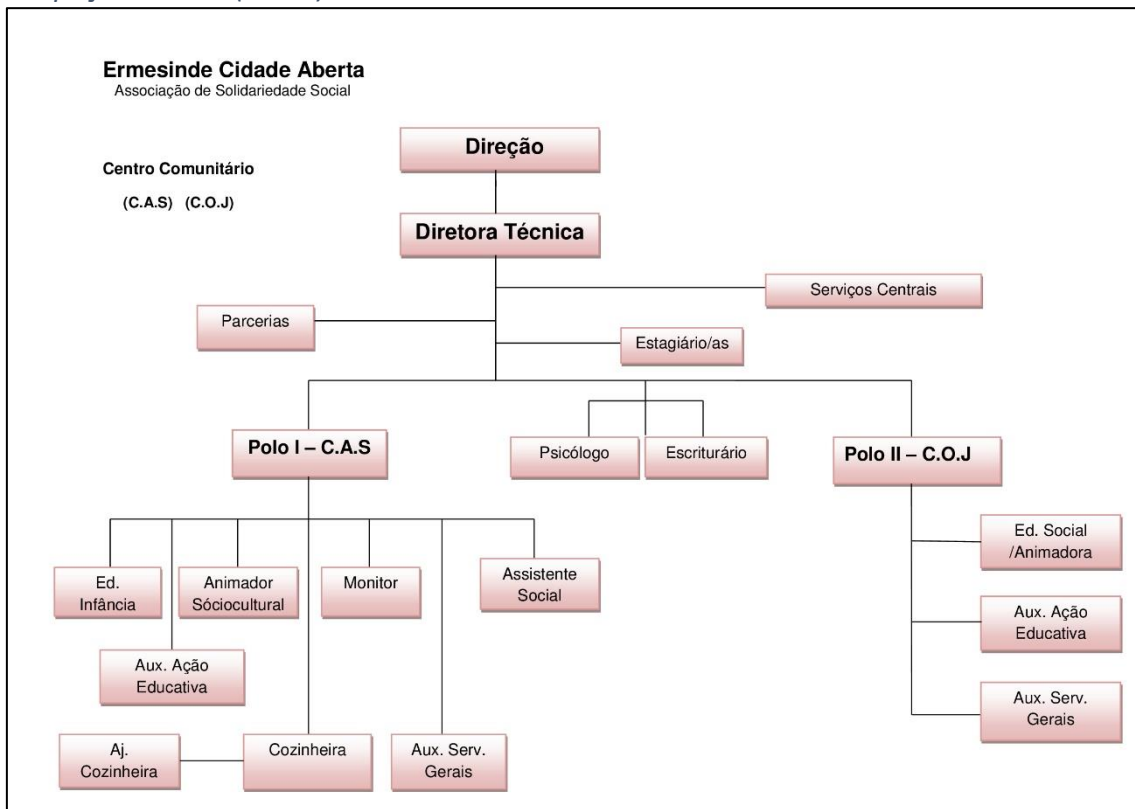 Ermesinde Cidade Aberta
Associação de Solidariedade Social
Direção
Centro Comunitário
(C.A.S) (C.O.J)
Diretora Técnica
Serviços Centrais
Parcerias
Estagiário/as
Polo I – C.A.S
Psicólogo
Escriturário
Polo II – C.O.J
Ed. Social
/Animadora
Ed.
Infância
Animador
Sóciocultural
Monitor
Assistente
Social
Aux. Ação
Educativa
Aux. Ação
Educativa
Aux. Serv.
Gerais
Aj.
Cozinheira
Cozinheira
Aux. Serv.
Gerais